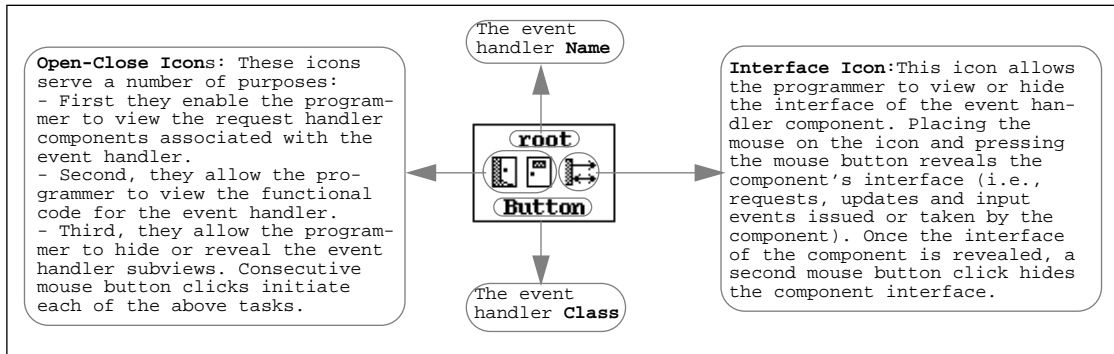 The event
handler Name
Open-Close Icons: These icons
serve a number of purposes:
- First they enable the program-
mer to view the request handler
components associated with the
event handler.
- Second, they allow the pro-
grammer to view the functional
code for the event handler.
- Third, they allow the program-
mer to hide or reveal the event
handler subviews. Consecutive
mouse button clicks initiate
each of the above tasks.
root
Button
The event
handler Class
Interface Icon:This icon allows
the programmer to view or hide
the interface of the event han-
dler component. Placing the
mouse on the icon and pressing
the mouse button reveals the
component's interface (i.e.,
requests, updates and input
events issued or taken by the
component). Once the interface
of the component is revealed, a
second mouse button click hides
the component interface.